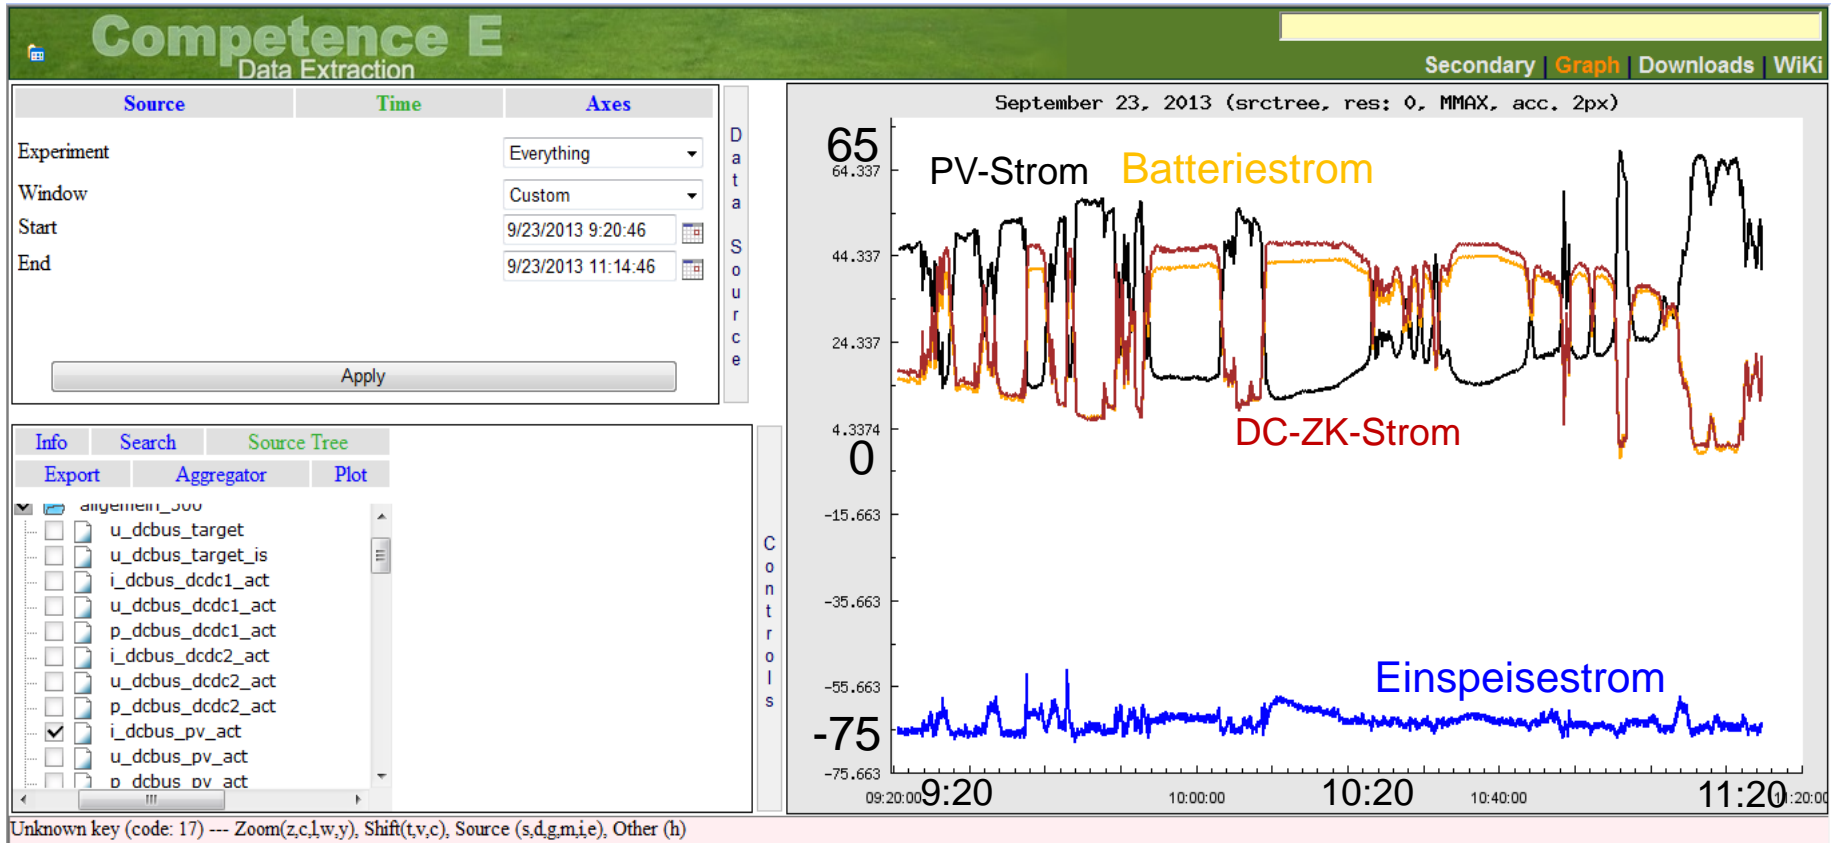 Competence E
Data Extraction
Secondary | Graph | Downloads | WiKi
Source Time Axes
Experiment Everything
Window Custom
Start 9/23/2013 9:20:46
End 9/23/2013 11:14:46
Apply
Data Source
Info Search Source Tree
Export Aggregator Plot
allgemein_500
u_dcbus_target
u_dcbus_target_is
i_dcbus_dcdc1_act
u_dcbus_dcdc1_act
p_dcbus_dcdc1_act
i_dcbus_dcdc2_act
u_dcbus_dcdc2_act
p_dcbus_dcdc2_act
i_dcbus_pv_act
u_dcbus_pv_act
p_dcbus_pv_act
Controls
September 23, 2013 (srctree, res: 0, MMAX, acc. 2px)
65
64.337
PV-Strom Batteriestrom
44.337
24.337
4.3374
DC-ZK-Strom
0
-15.663
-35.663
-55.663
Einspeisestrom
-75
-75.663
09:20:00 9:20 10:00:00 10:20 10:40:00 11:20 11:20:00
Unknown key (code: 17) --- Zoom(z,c,l,w,y), Shift(t,v,c), Source (s,d,g,m,i,e), Other (h)